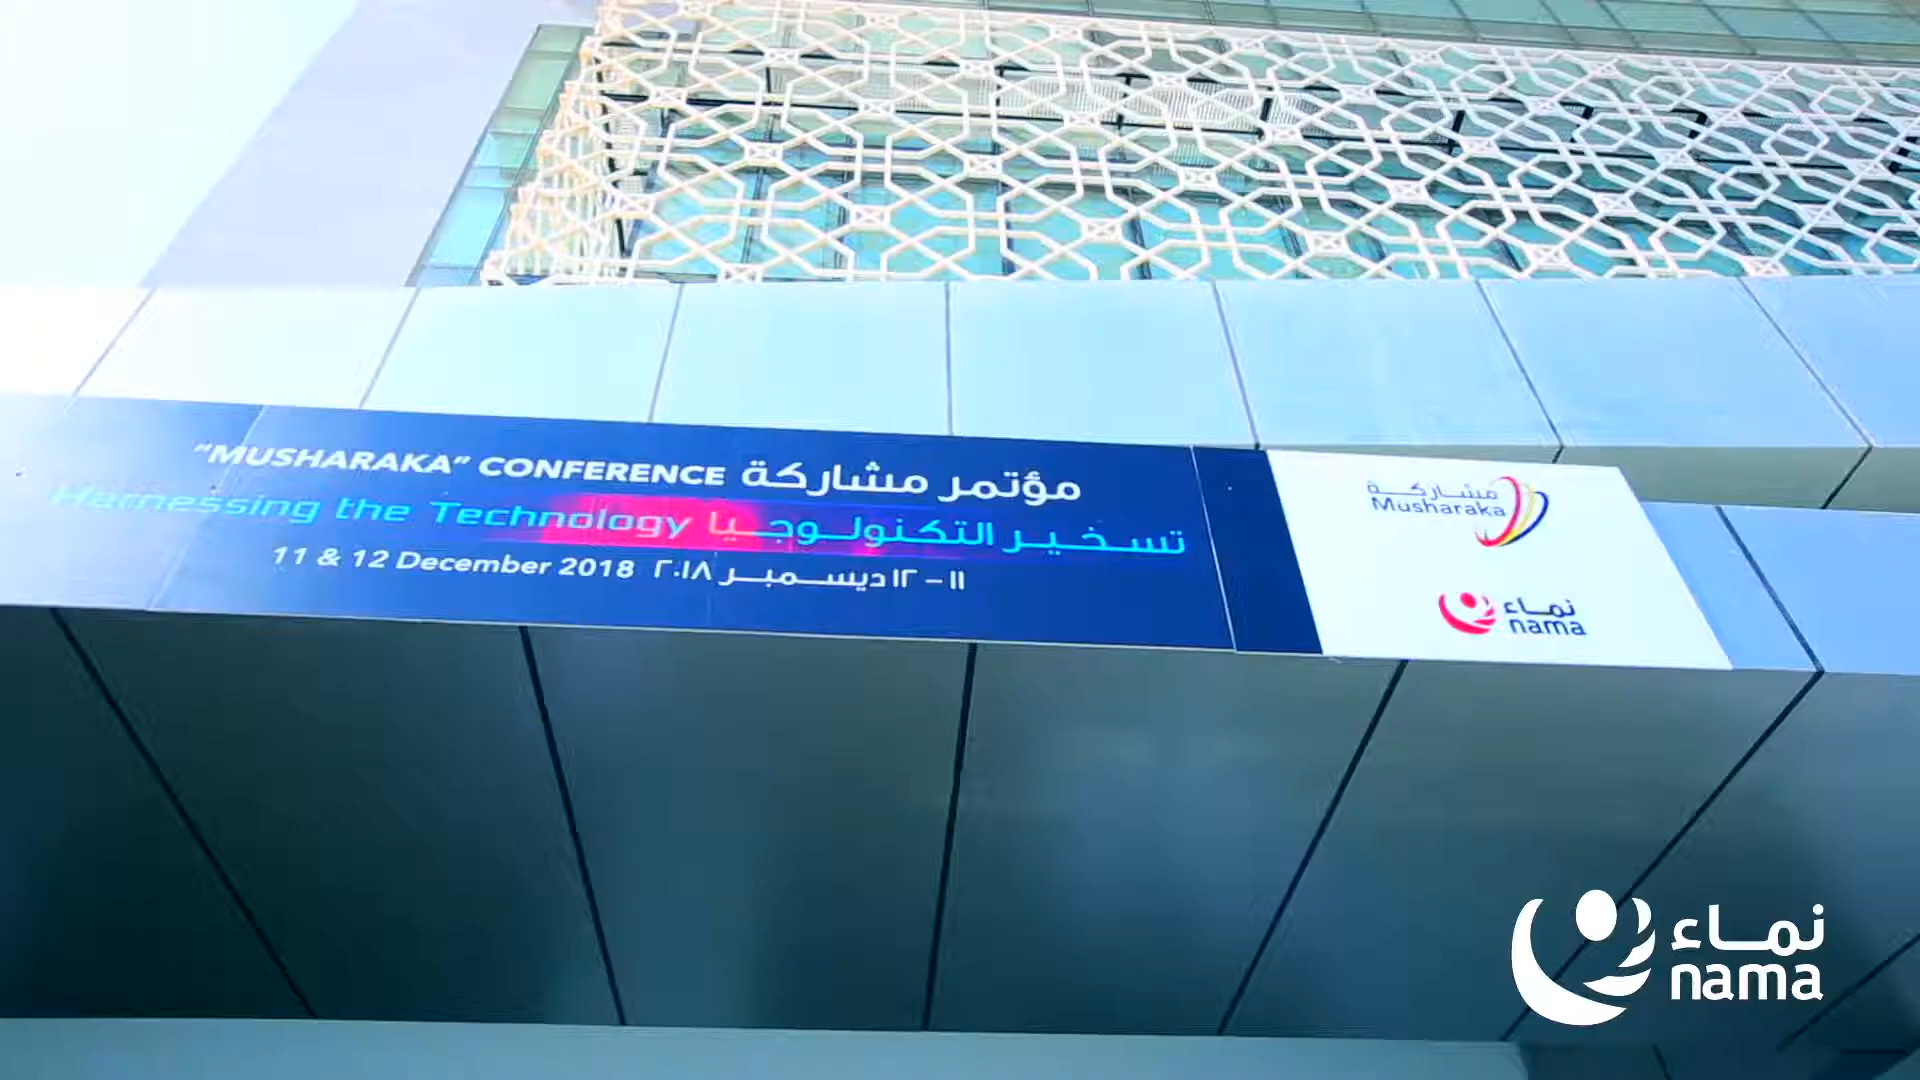 "MUSHARAKA" CONFERENCE مؤتمر مشاركة
Harnessing the Technology تسخير التكنولوجيا
11 & 12 December 2018 ١١ – ١٢ ديسمبر ٢٠١٨
مشاركة
Musharaka
نماء
nama
نماء
nama